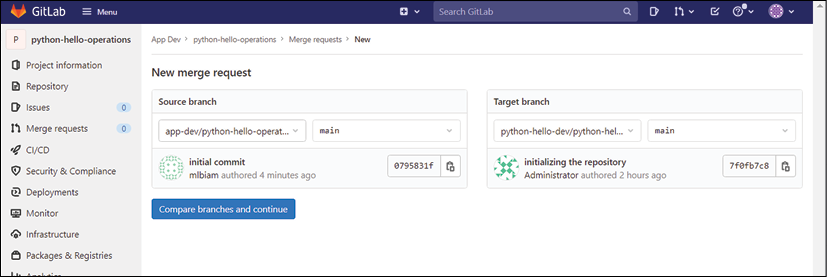 GitLab Menu Search GitLab
P python-hello-operations
App Dev > python-hello-operations > Merge requests > New
Project information
Repository
Issues 0
Merge requests 0
CI/CD
Security & Compliance
Deployments
Monitor
Infrastructure
Packages & Registries
New merge request
Source branch
app-dev/python-hello-operat... main
initial commit
mlbiam authored 4 minutes ago
0795831f
Target branch
python-hello-dev/python-hel... main
initializing the repository
Administrator authored 2 hours ago
7f0fb7c8
Compare branches and continue